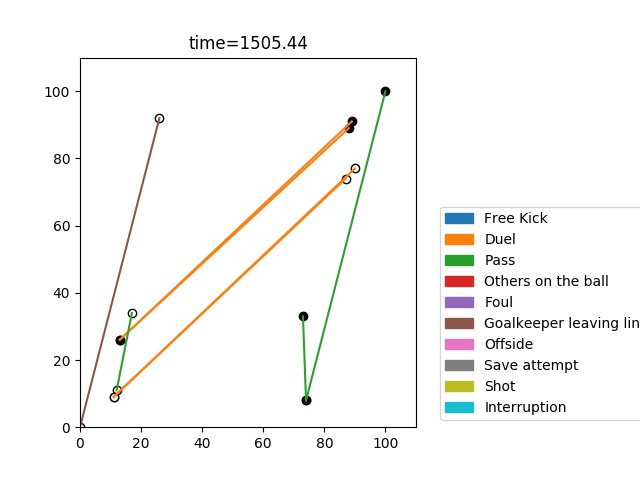 time=1505.44
100
80
60
40
20
0
0 20 40 60 80 100
Free Kick
Duel
Pass
Others on the ball
Foul
Goalkeeper leaving lin
Offside
Save attempt
Shot
Interruption